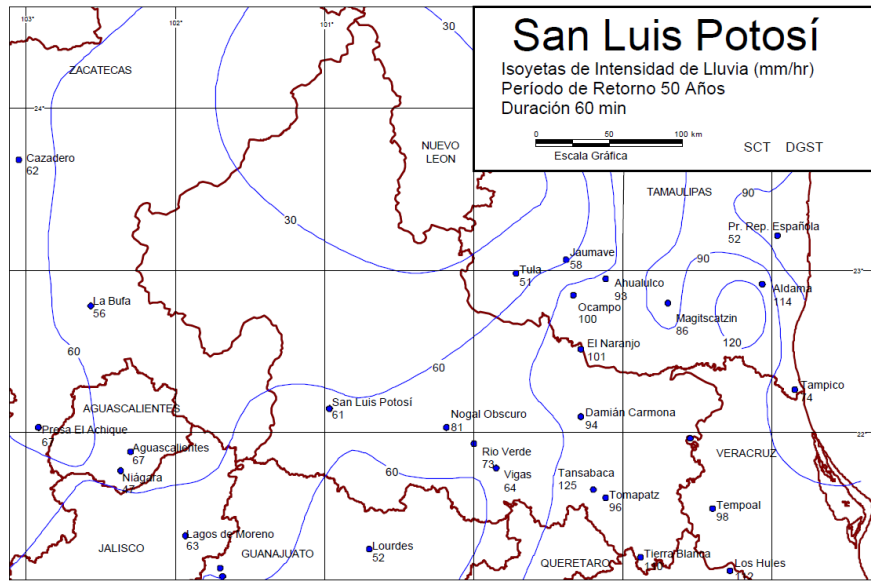 103°
102°
101°
30
San Luis Potosí
Isoyetas de Intensidad de Lluvia (mm/hr)
Período de Retorno 50 Años
Duración 60 min
0
50
100 km
Escala Gráfica
SCT DGST
ZACATECAS
24°
NUEVO
LEON
Cazadero
62
TAMAULIPAS
90
30
Pr. Rep. Española
52
Jaumave
58
90
23°
Tula
51
Ahualulco
93
Aldama
114
La Bufa
56
Ocampo
100
Magitscatzin
86
120
El Naranjo
101
60
60
Tampico
74
AGUASCALIENTES
San Luis Potosí
61
Nogal Obscuro
81
Damián Carmona
94
22°
Presa El Achique
67
Aguascalientes
67
Rio Verde
73
VERACRUZ
60
Niágara
47
Vigas
64
Tansabaca
125
Tomapatz
96
Tempoal
98
Lagos de Moreno
63
JALISCO
GUANAJUATO
Lourdes
52
QUERETARO
Tierra Blanca
Los Hules